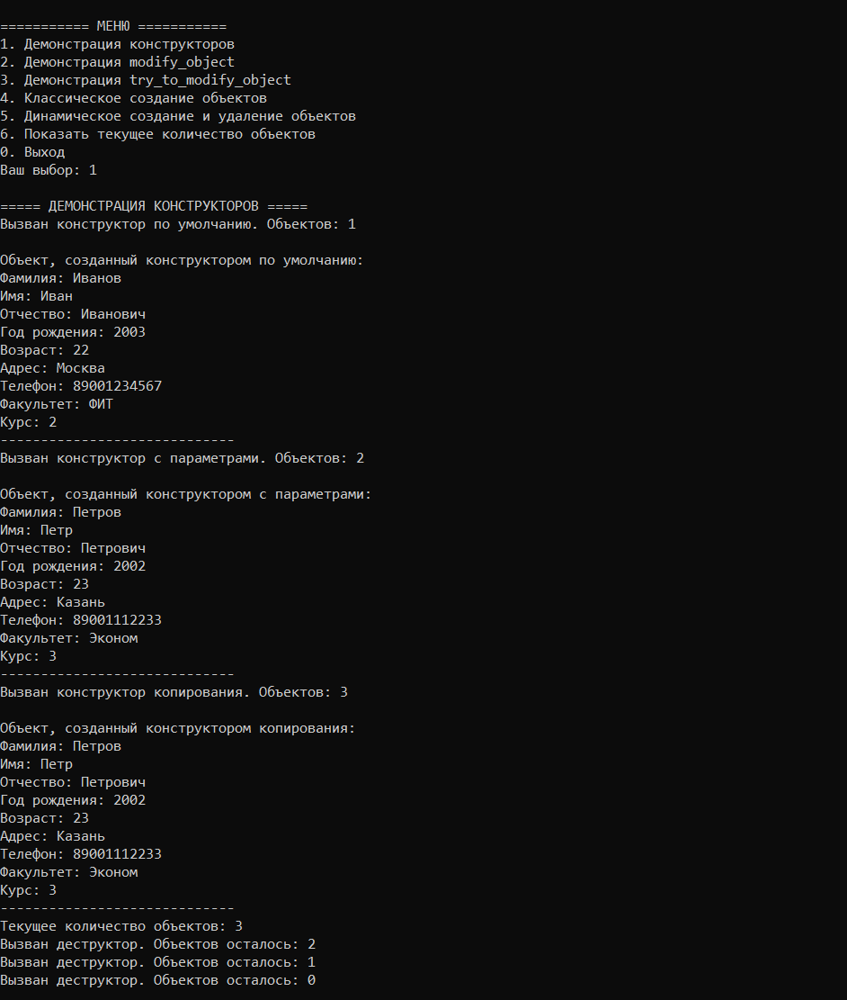 =========== МЕНЮ ===========
1. Демонстрация конструкторов
2. Демонстрация modify_object
3. Демонстрация try_to_modify_object
4. Классическое создание объектов
5. Динамическое создание и удаление объектов
6. Показать текущее количество объектов
0. Выход
Ваш выбор: 1
===== ДЕМОНСТРАЦИЯ КОНСТРУКТОРОВ =====
Вызван конструктор по умолчанию. Объектов: 1
Объект, созданный конструктором по умолчанию:
Фамилия: Иванов
Имя: Иван
Отчество: Иванович
Год рождения: 2003
Возраст: 22
Адрес: Москва
Телефон: 89001234567
Факультет: ФИТ
Курс: 2
-----------------------------
Вызван конструктор с параметрами. Объектов: 2
Объект, созданный конструктором с параметрами:
Фамилия: Петров
Имя: Петр
Отчество: Петрович
Год рождения: 2002
Возраст: 23
Адрес: Казань
Телефон: 89001112233
Факультет: Эконом
Курс: 3
-----------------------------
Вызван конструктор копирования. Объектов: 3
Объект, созданный конструктором копирования:
Фамилия: Петров
Имя: Петр
Отчество: Петрович
Год рождения: 2002
Возраст: 23
Адрес: Казань
Телефон: 89001112233
Факультет: Эконом
Курс: 3
-----------------------------
Текущее количество объектов: 3
Вызван деструктор. Объектов осталось: 2
Вызван деструктор. Объектов осталось: 1
Вызван деструктор. Объектов осталось: 0